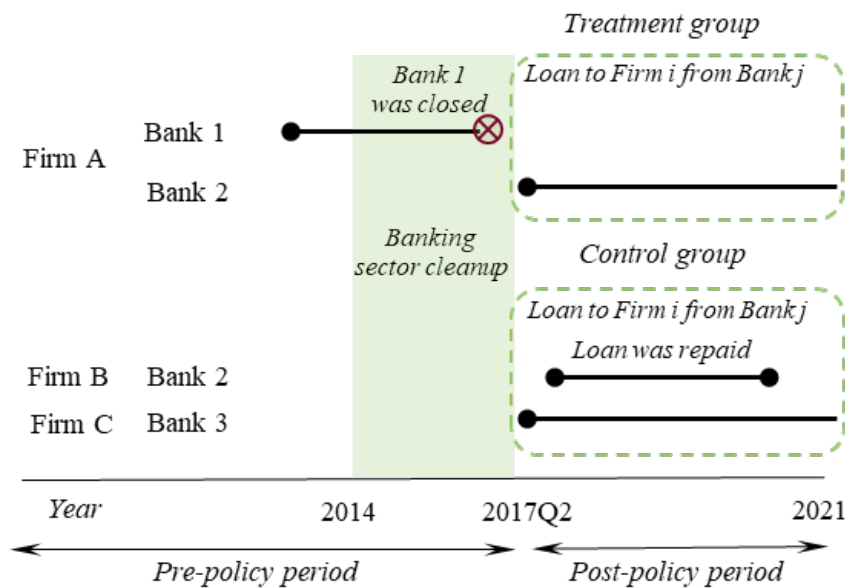 Treatment group
Bank 1
was closed
Loan to Firm i from Bank j
Firm A
Bank 1
Bank 2
Banking
sector cleanup
Control group
Loan to Firm i from Bank j
Loan was repaid
Firm B
Bank 2
Firm C
Bank 3
Year
2014
2017Q2
2021
Pre-policy period
Post-policy period